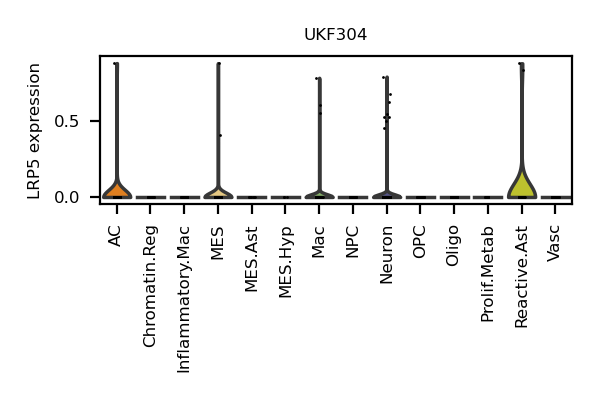 UKF304
LRP5 expression
0.5
0.0
AC
Chromatin.Reg
Inflammatory.Mac
MES
MES.Ast
MES.Hyp
Mac
NPC
Neuron
OPC
Oligo
Prolif.Metab
Reactive.Ast
Vasc